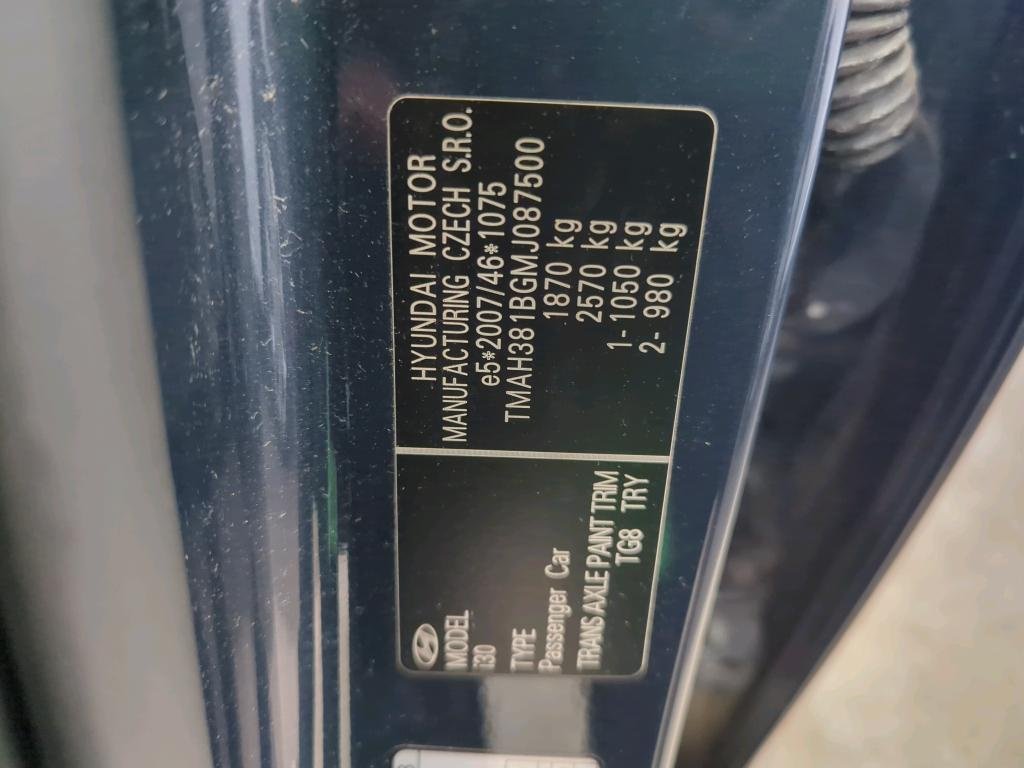 MODEL
i30
TYPE
Passenger Car
TRANS AXLE PAINT TRIM
TG8 TRY
HYUNDAI MOTOR
MANUFACTURING CZECH S.R.O.
e5*2007/46*1075
TMAH381BGMJ087500
1870 kg
2570 kg
1- 1050 kg
2- 980 kg